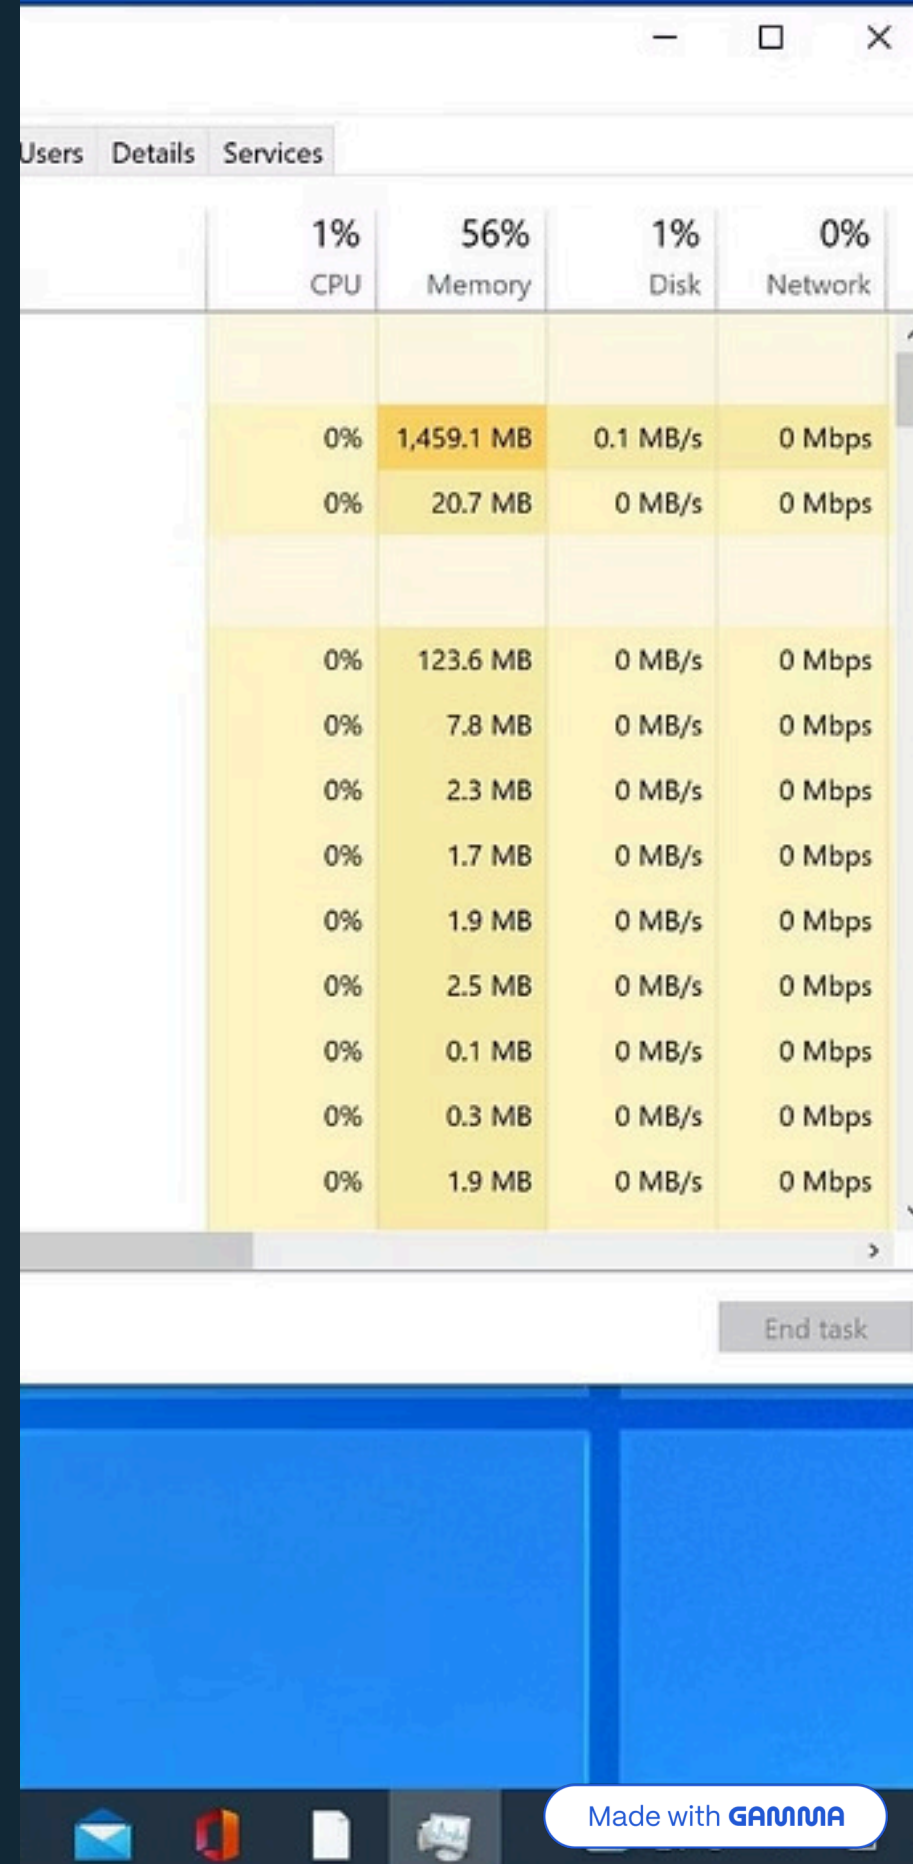 Users Details Services
1% 56% 1% 0%
CPU Memory Disk Network
0% 1,459.1 MB 0.1 MB/s 0 Mbps
0% 20.7 MB 0 MB/s 0 Mbps
0% 123.6 MB 0 MB/s 0 Mbps
0% 7.8 MB 0 MB/s 0 Mbps
0% 2.3 MB 0 MB/s 0 Mbps
0% 1.7 MB 0 MB/s 0 Mbps
0% 1.9 MB 0 MB/s 0 Mbps
0% 2.5 MB 0 MB/s 0 Mbps
0% 0.1 MB 0 MB/s 0 Mbps
0% 0.3 MB 0 MB/s 0 Mbps
0% 1.9 MB 0 MB/s 0 Mbps
End task
Made with GAMMA